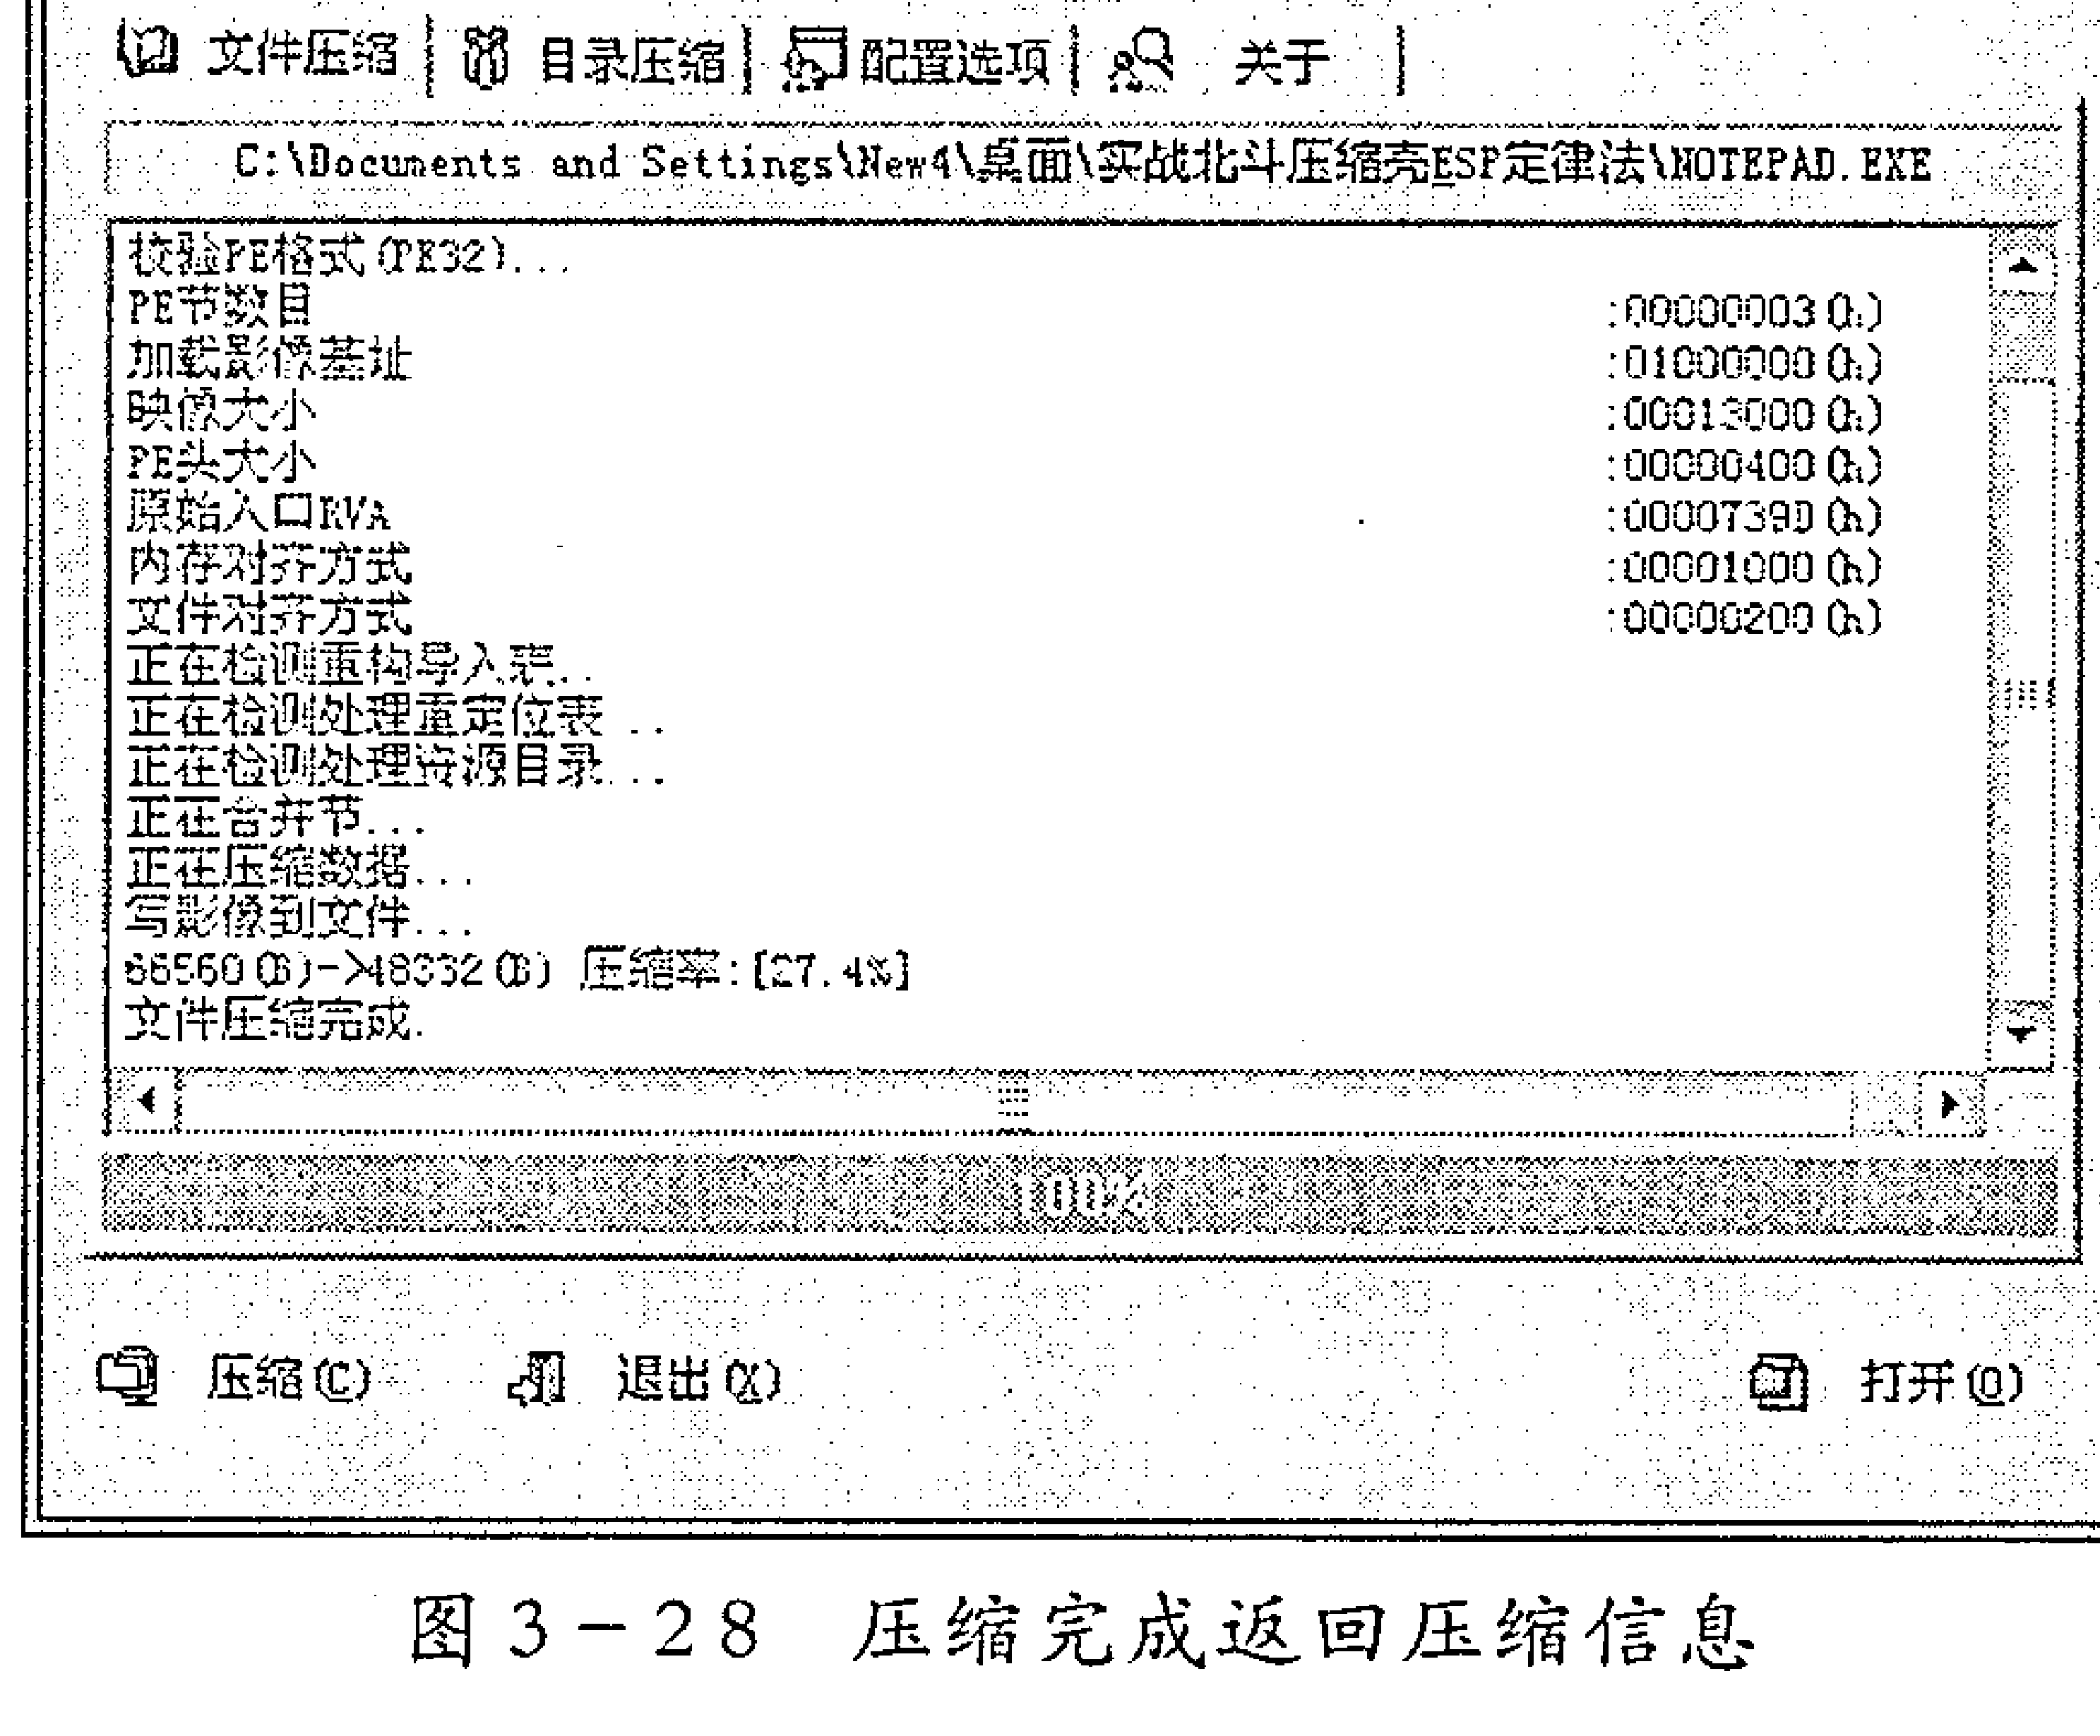 文件压缩 目录压缩 配置选项 关于
C:\Documents and Settings\New4\桌面\实战北斗压缩壳ESP定律法\NOTEPAD.EXE
校验PE格式(PE32)...
PE节数目 :00000003(h)
加载影像基址 :01000000(h)
映像大小 :00013000(h)
PE头大小 :00000400(h)
原始入口RVA :0000739D(h)
内存对齐方式 :00001000(h)
文件对齐方式 :00000200(h)
正在检测重构导入表...
正在检测处理重定位表 ...
正在检测处理资源目录...
正在合并节...
正在压缩数据...
写影像到文件...
66560(B)->48332(B) 压缩率:[27.4%]
文件压缩完成.
100%
压缩(C) 退出(X) 打开(O)
图3-28 压缩完成返回压缩信息